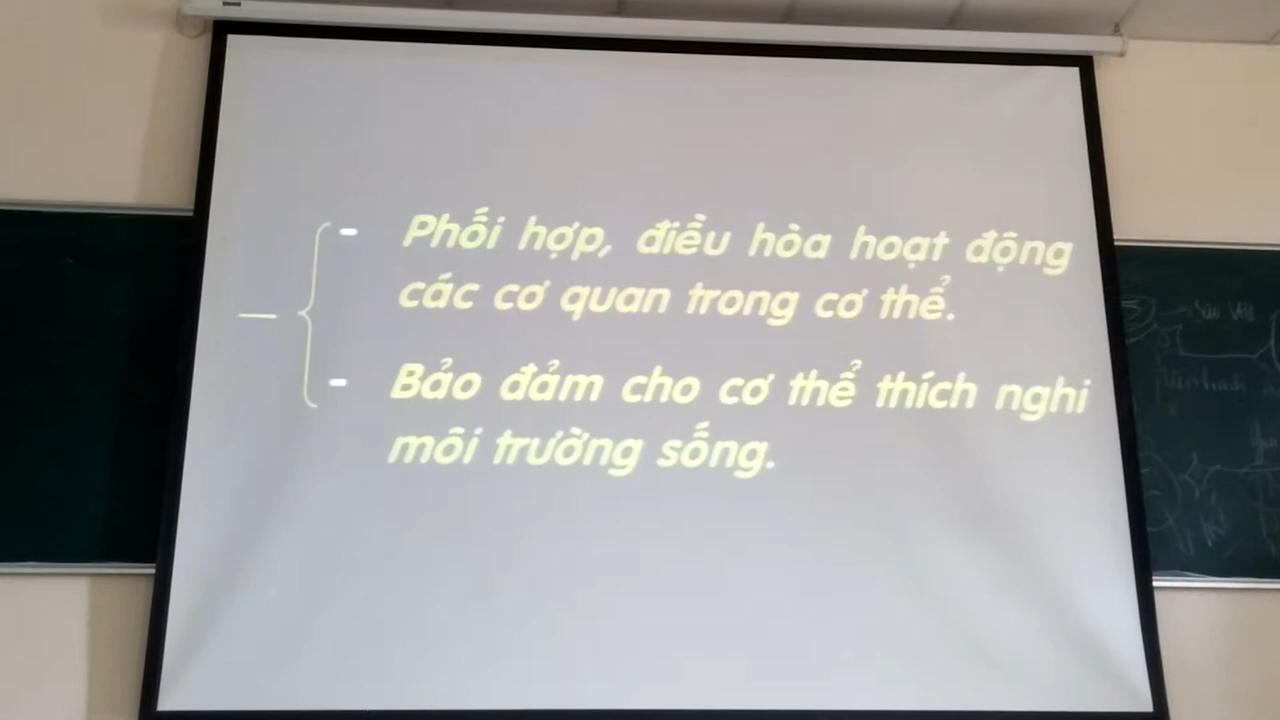 - Phối hợp, điều hòa hoạt động
các cơ quan trong cơ thể.
- Bảo đảm cho cơ thể thích nghi
môi trường sống.